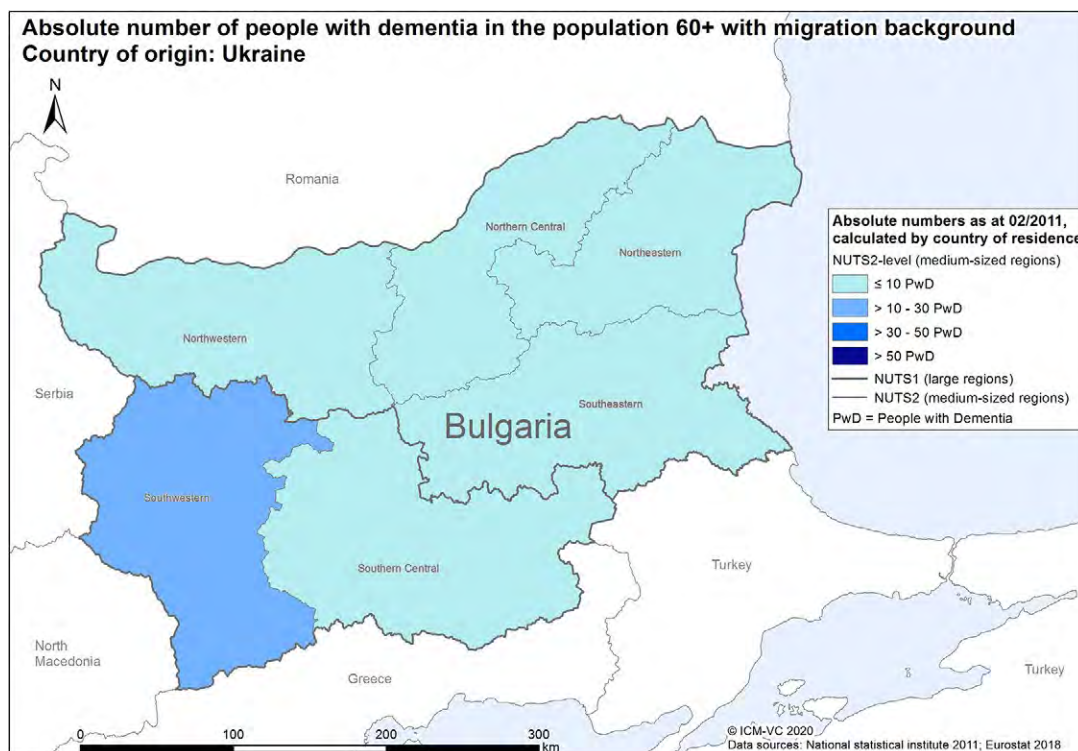 Absolute number of people with dementia in the population 60+ with migration background
Country of origin: Ukraine
N
Romania
Northern Central
Northeastern
Absolute numbers as at 02/2011,
calculated by country of residence
NUTS2-level (medium-sized regions)
≤ 10 PwD
> 10 - 30 PwD
> 30 - 50 PwD
> 50 PwD
NUTS1 (large regions)
NUTS2 (medium-sized regions)
PwD = People with Dementia
Northwestern
Serbia
Southeastern
Bulgaria
Southwestern
Southern Central
Turkey
North
Macedonia
Greece
Turkey
0 100 200 300
km
© ICM-VC 2020
Data sources: National statistical institute 2011; Eurostat 2018